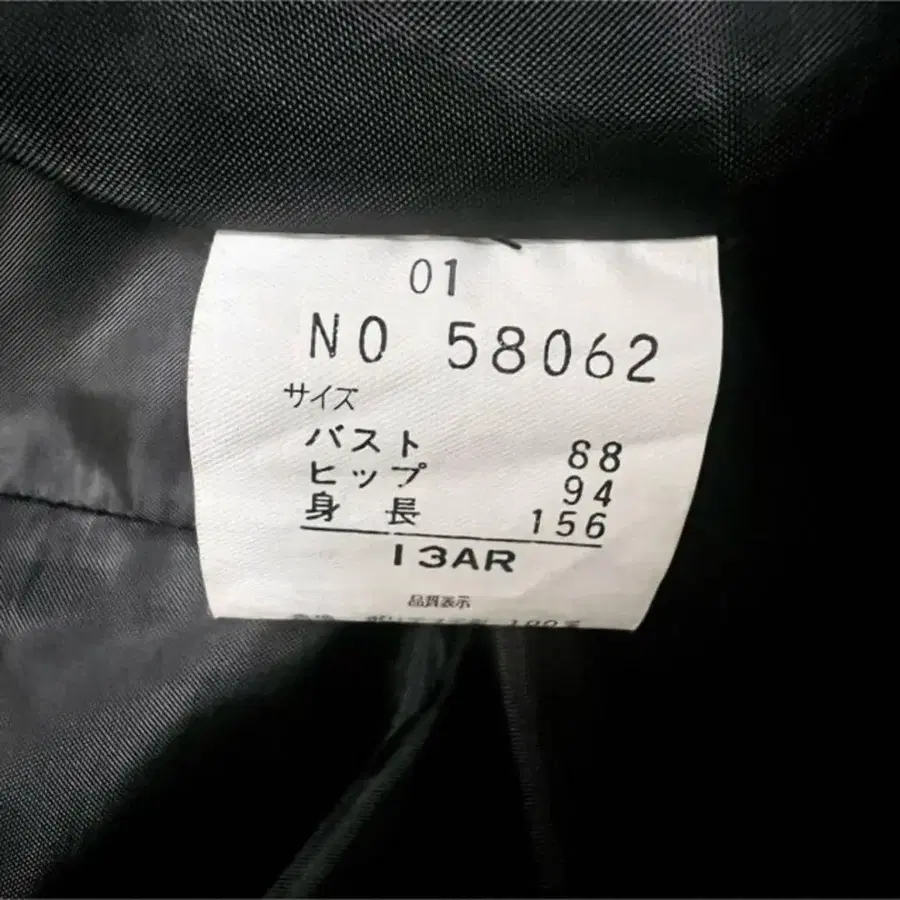 01
NO 58062
サイズ
バスト 88
ヒップ 94
身長 156
13AR
品質表示